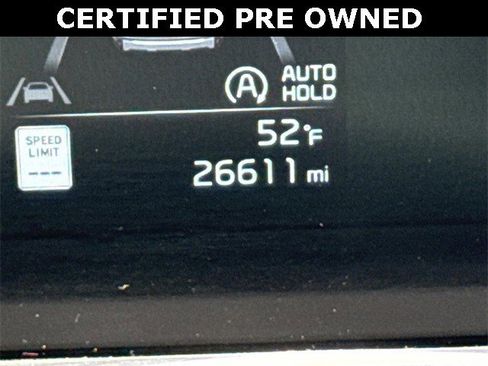 CERTIFIED PRE OWNED
A AUTO
HOLD
SPEED
LIMIT
---
52°F
26611 mi